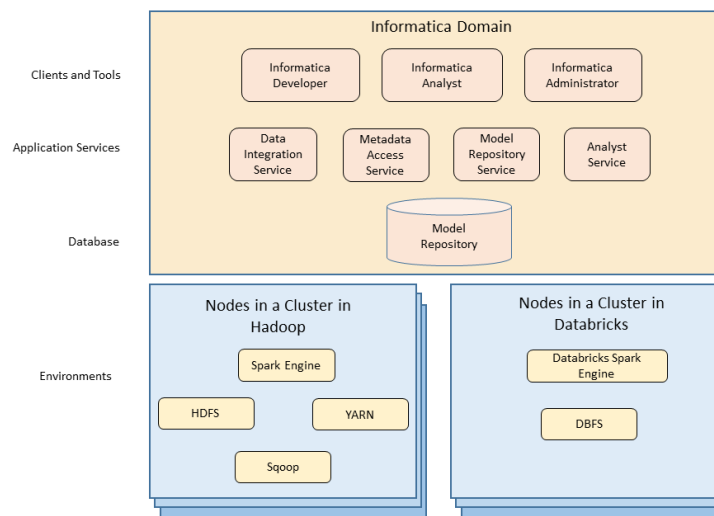 Informatica Domain
Clients and Tools
Informatica
Developer
Informatica
Analyst
Informatica
Administrator
Application Services
Data
Integration
Service
Metadata
Access
Service
Model
Repository
Service
Analyst
Service
Database
Model
Repository
Environments
Nodes in a Cluster in
Hadoop
Spark Engine
HDFS
YARN
Sqoop
Nodes in a Cluster in
Databricks
Databricks Spark
Engine
DBFS